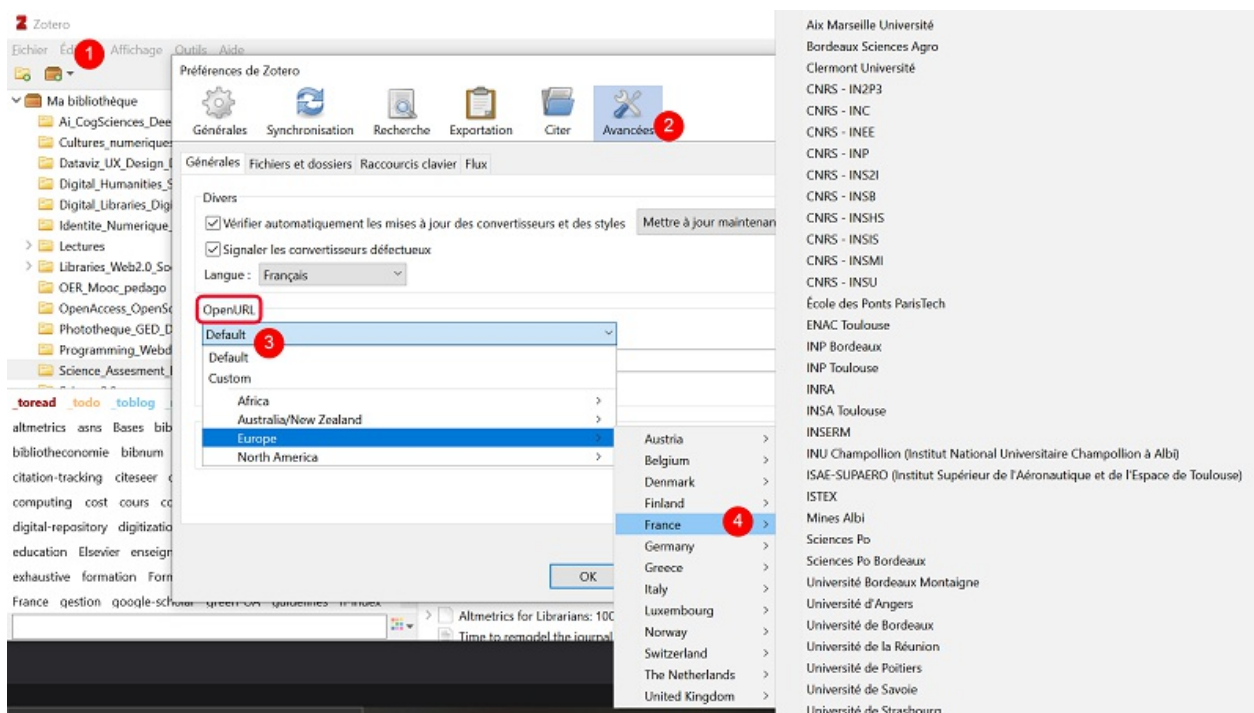 Zotero
Fichier Éd 1 Affichage Outils Aide
Préférences de Zotero
Générales Synchronisation Recherche Exportation Citer Avancées 2
Générales Fichiers et dossiers Raccourcis clavier Flux
Divers
Vérifier automatiquement les mises à jour des convertisseurs et des styles Mettre à jour maintenan
Signaler les convertisseurs défectueux
Langue : Français
OpenURL
Default 3
Default
Custom
Africa
Australia/New Zealand
Europe
North America
OK
Ma bibliothèque
Ai_CogSciences_Dee
Cultures_numeriques
Dataviz_UX_Design_
Digital_Humanities_S
Digital_Libraries_Digi
Identite_Numerique_
Lectures
Libraries_Web2.0_So
OER_Mooc_pedago
OpenAccess_OpenSc
Phototheque_GED_D
Programming_Webd
Science_Assesment_
_toread _todo _toblog
altmetrics asns Bases bib
bibliotheconomie bibnum
citation-tracking citeseer
computing cost cours co
digital-repository digitizatio
education Elsevier enseign
exhaustive formation Form
France gestion google-scholar green-OA guidelines h-index
Altmetrics for Librarians: 100
Time to remodel the journal
Austria
Belgium
Denmark
Finland
France 4
Germany
Greece
Italy
Luxembourg
Norway
Switzerland
The Netherlands
United Kingdom
Aix Marseille Université
Bordeaux Sciences Agro
Clermont Université
CNRS - IN2P3
CNRS - INC
CNRS - INEE
CNRS - INP
CNRS - INS2I
CNRS - INSB
CNRS - INSHS
CNRS - INSIS
CNRS - INSMI
CNRS - INSU
École des Ponts ParisTech
ENAC Toulouse
INP Bordeaux
INP Toulouse
INRA
INSA Toulouse
INSERM
INU Champollion (Institut National Universitaire Champollion à Albi)
ISAE-SUPAERO (Institut Supérieur de l'Aéronautique et de l'Espace de Toulouse)
ISTEX
Mines Albi
Sciences Po
Sciences Po Bordeaux
Université Bordeaux Montaigne
Université d'Angers
Université de Bordeaux
Université de la Réunion
Université de Poitiers
Université de Savoie
Université de Strasbourg